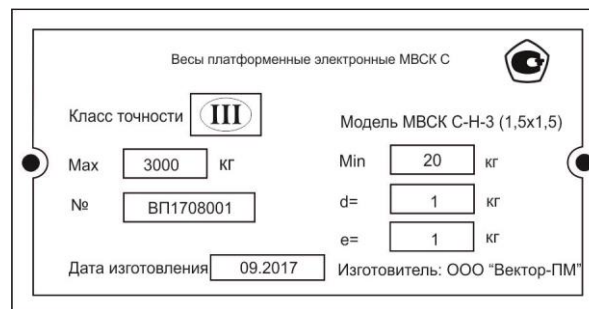 Весы платформенные электронные МВСК С
Класс точности III
Модель МВСК С-Н-3 (1,5х1,5)
Max 3000 кг
Min 20 кг
№ ВП1708001
d= 1 кг
e= 1 кг
Дата изготовления 09.2017
Изготовитель: ООО "Вектор-ПМ"